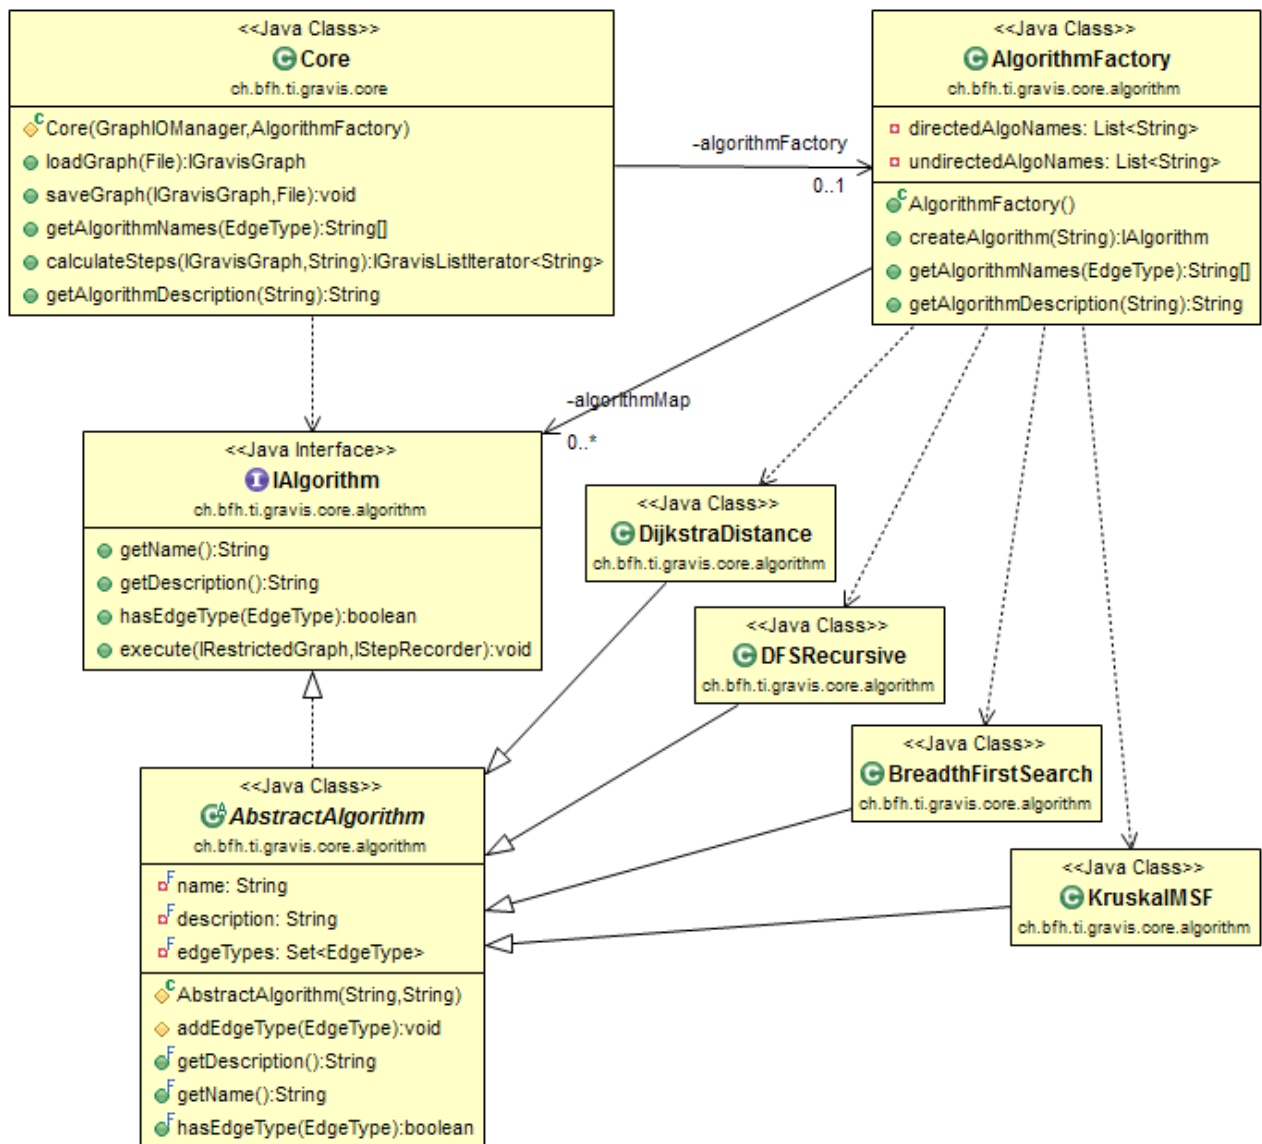 <<Java Class>>
Core
ch.bfh.ti.gravis.core
Core(GraphIOManager,AlgorithmFactory)
loadGraph(File):IGravisGraph
saveGraph(IGravisGraph,File):void
getAlgorithmNames(EdgeType):String[]
calculateSteps(IGravisGraph,String):IGravisListIterator<String>
getAlgorithmDescription(String):String
-algorithmFactory
0..1
<<Java Class>>
AlgorithmFactory
ch.bfh.ti.gravis.core.algorithm
directedAlgoNames: List<String>
undirectedAlgoNames: List<String>
AlgorithmFactory()
createAlgorithm(String):IAlgorithm
getAlgorithmNames(EdgeType):String[]
getAlgorithmDescription(String):String
-algorithmMap
0..*
<<Java Interface>>
IAlgorithm
ch.bfh.ti.gravis.core.algorithm
getName():String
getDescription():String
hasEdgeType(EdgeType):boolean
execute(IRestrictedGraph,IStepRecorder):void
<<Java Class>>
DijkstraDistance
ch.bfh.ti.gravis.core.algorithm
<<Java Class>>
DFSRecursive
ch.bfh.ti.gravis.core.algorithm
<<Java Class>>
BreadthFirstSearch
ch.bfh.ti.gravis.core.algorithm
<<Java Class>>
KruskalMSF
ch.bfh.ti.gravis.core.algorithm
<<Java Class>>
AbstractAlgorithm
ch.bfh.ti.gravis.core.algorithm
name: String
description: String
edgeTypes: Set<EdgeType>
AbstractAlgorithm(String,String)
addEdgeType(EdgeType):void
getDescription():String
getName():String
hasEdgeType(EdgeType):boolean